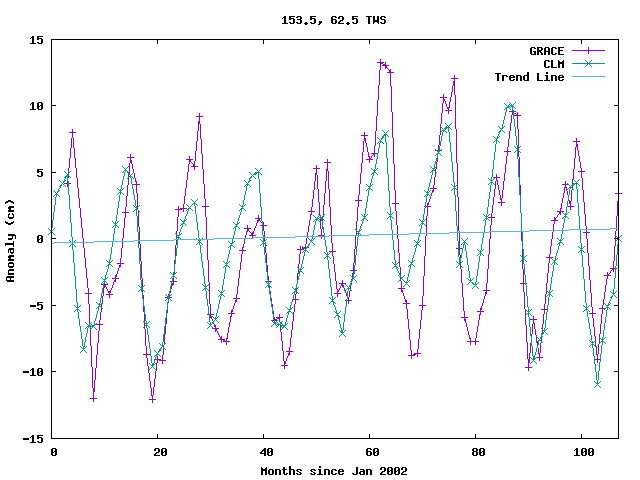 153.5, 62.5 TWS
15
GRACE
CLM
Trend Line
10
5
0
-5
-10
-15
Anomaly (cm)
0 20 40 60 80 100
Months since Jan 2002